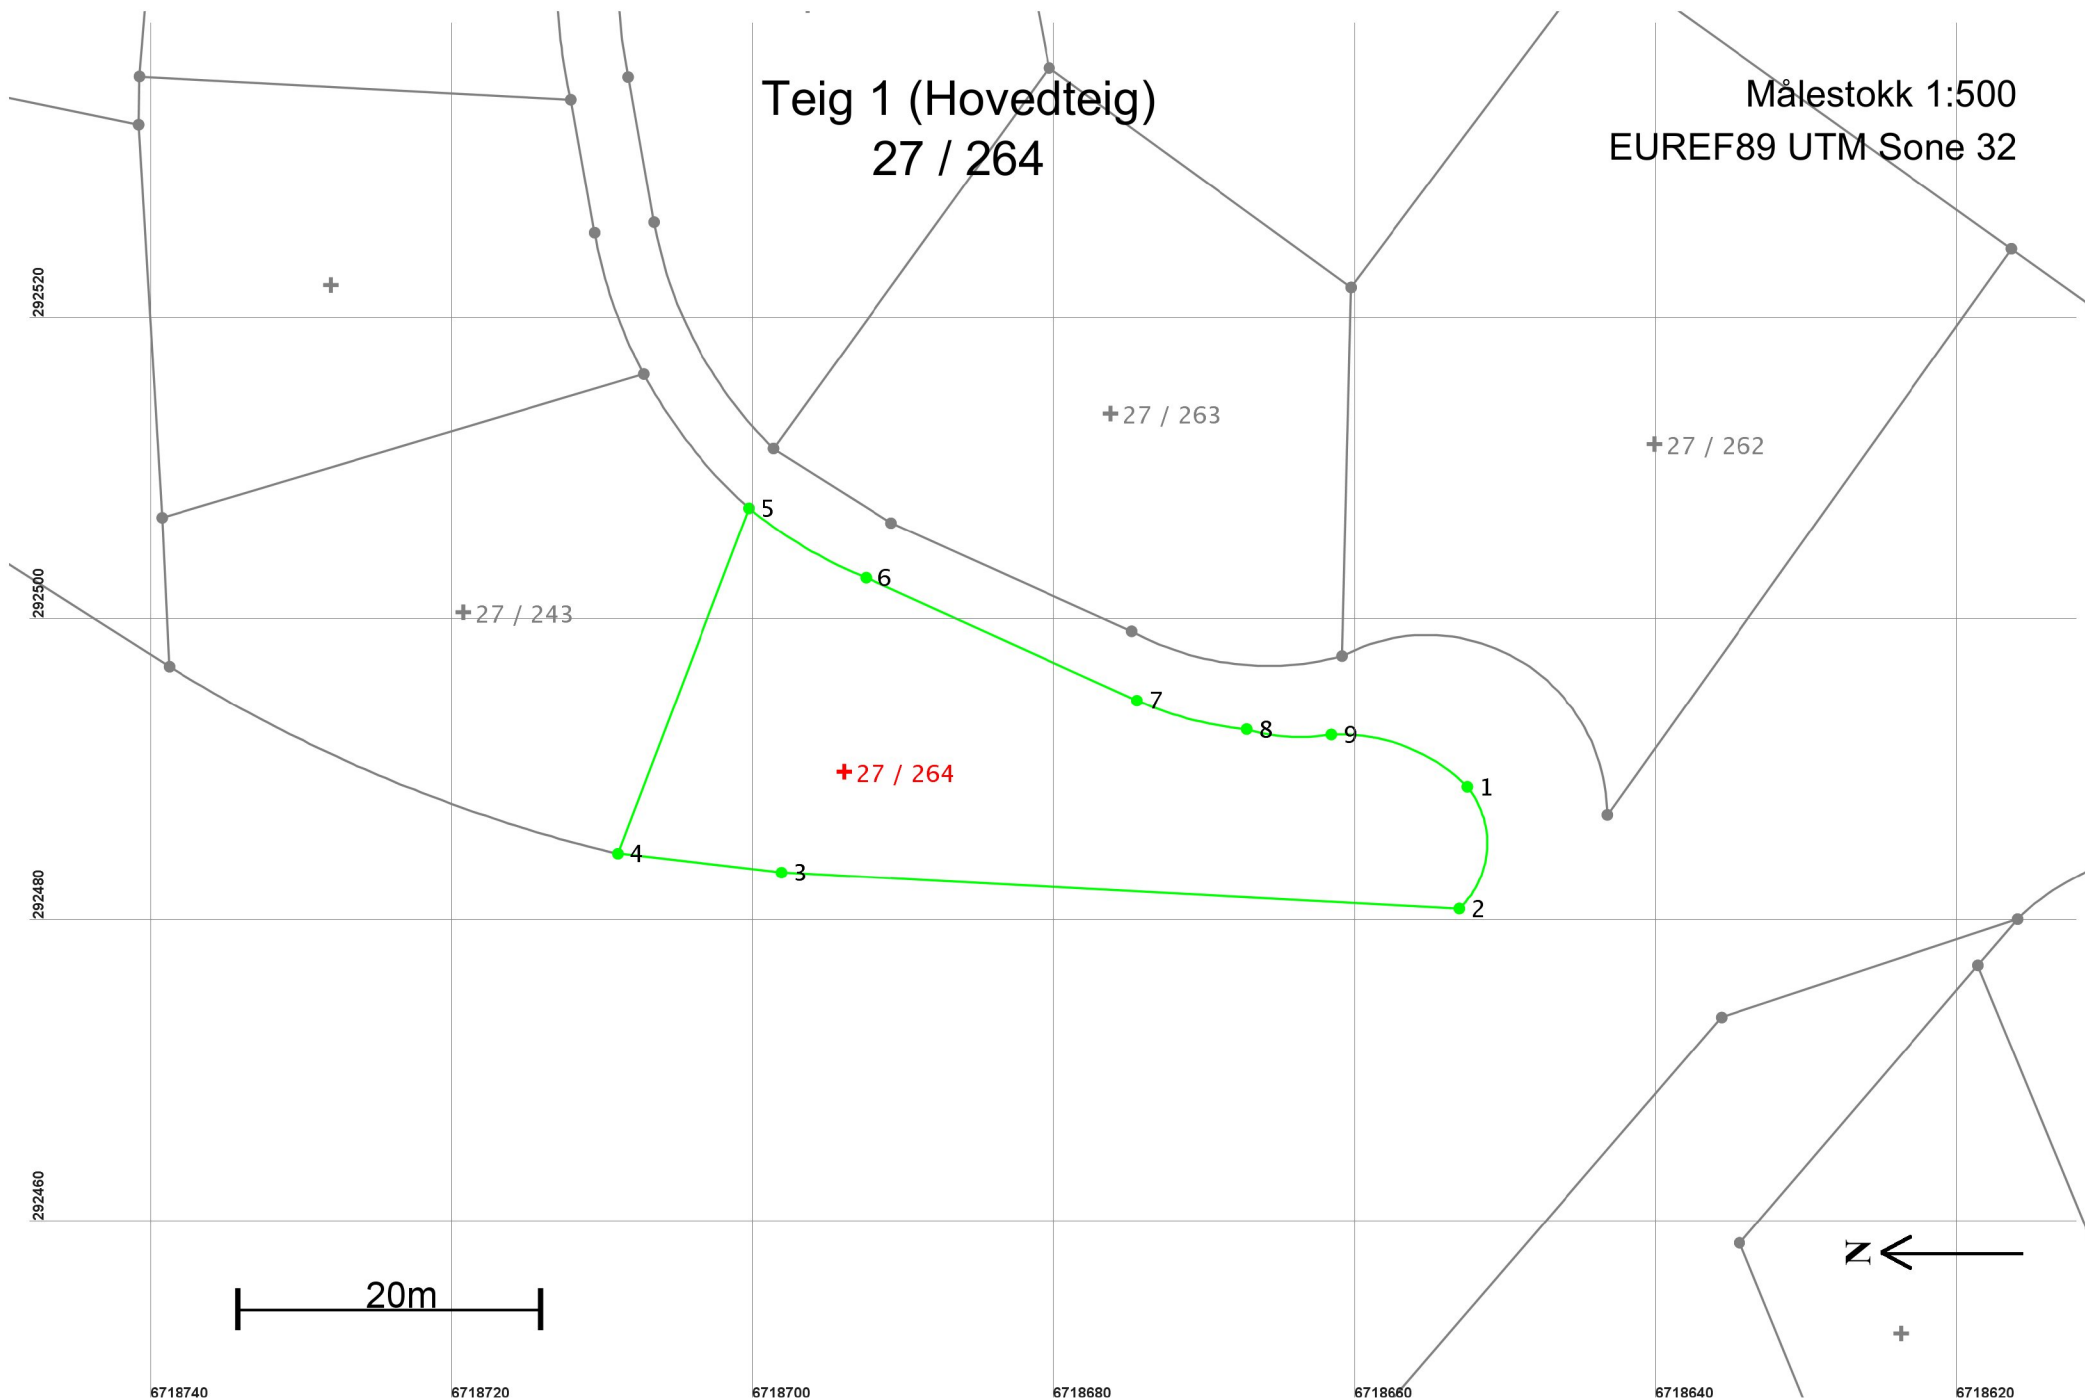 Teig 1 (Hovedteig)
27 / 264
Målestokk 1:500
EUREF89 UTM Sone 32
292520
27 / 263
27 / 262
5
292500
6
27 / 243
7
8
9
27 / 264
1
4
3
292480
2
292460
N
20m
6718740
6718720
6718700
6718680
6718660
6718640
6718620